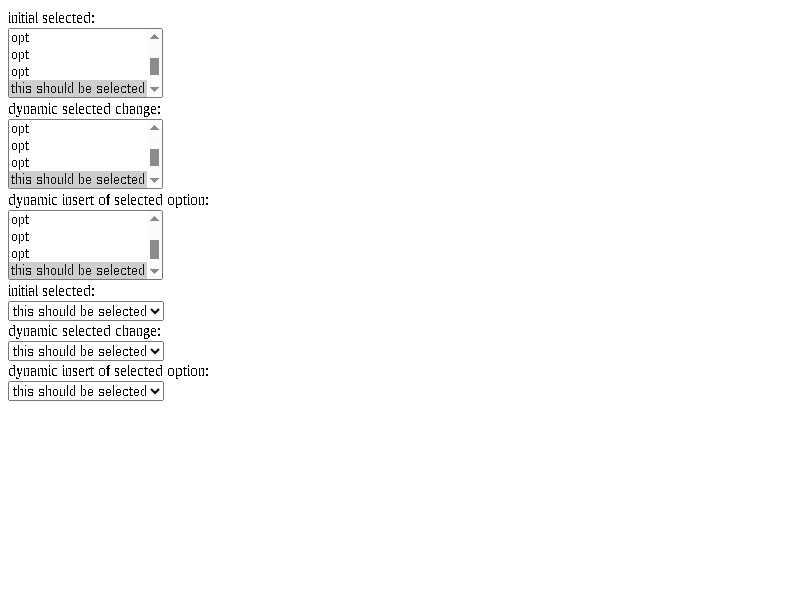 initial selected:
opt
opt
opt
this should be selected
dynamic selected change:
opt
opt
opt
this should be selected
dynamic insert of selected option:
opt
opt
opt
this should be selected
initial selected:
this should be selected
dynamic selected change:
this should be selected
dynamic insert of selected option:
this should be selected